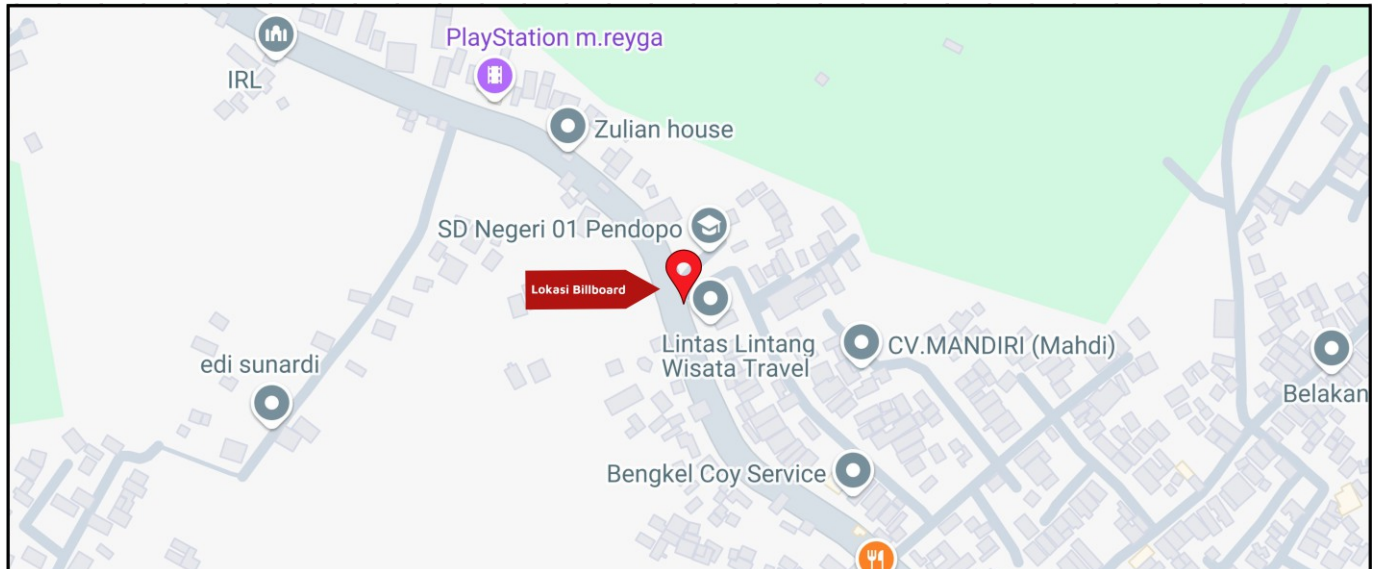 PlayStation m.reyga
IRL
Zulian house
SD Negeri 01 Pendopo
Lokasi Billboard
Lintas Lintang
Wisata Travel
CV.MANDIRI (Mahdi)
edi sunardi
Belakan
Bengkel Coy Service